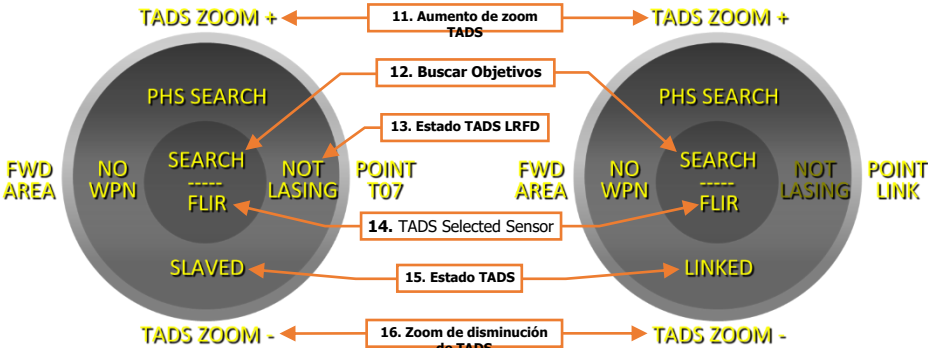 TADS ZOOM +
11. Aumento de zoom
TADS
TADS ZOOM +
12. Buscar Objetivos
PHS SEARCH
PHS SEARCH
13. Estado TADS LRFD
FWD
AREA
NO
WPN
SEARCH
-----
FLIR
NOT
LASING
POINT
T07
FWD
AREA
NO
WPN
SEARCH
-----
FLIR
NOT
LASING
POINT
LINK
14. TADS Selected Sensor
SLAVED
15. Estado TADS
LINKED
TADS ZOOM -
16. Zoom de disminución
de TADS
TADS ZOOM -